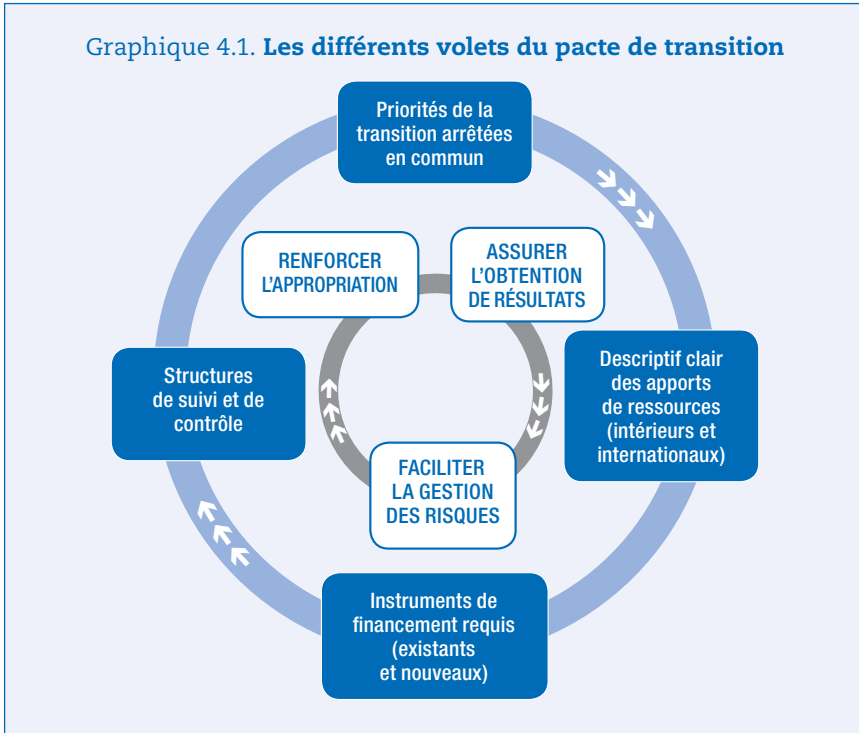 Graphique 4.1. Les différents volets du pacte de transition
Priorités de la
transition arrêtées
en commun
RENFORCER
L'APPROPRIATION
ASSURER
L'OBTENTION
DE RÉSULTATS
Structures
de suivi et de
contrôle
Descriptif clair
des apports
de ressources
(intérieurs et
internationaux)
FACILITER
LA GESTION
DES RISQUES
Instruments de
financement requis
(existants
et nouveaux)